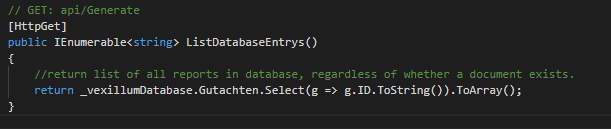 // GET: api/Generate
[HttpGet]
public IEnumerable<string> ListDatabaseEntrys()
{
//return list of all reports in database, regardless of whether a document exists.
return _vexillumDatabase.Gutachten.Select(g => g.ID.ToString()).ToArray();
}